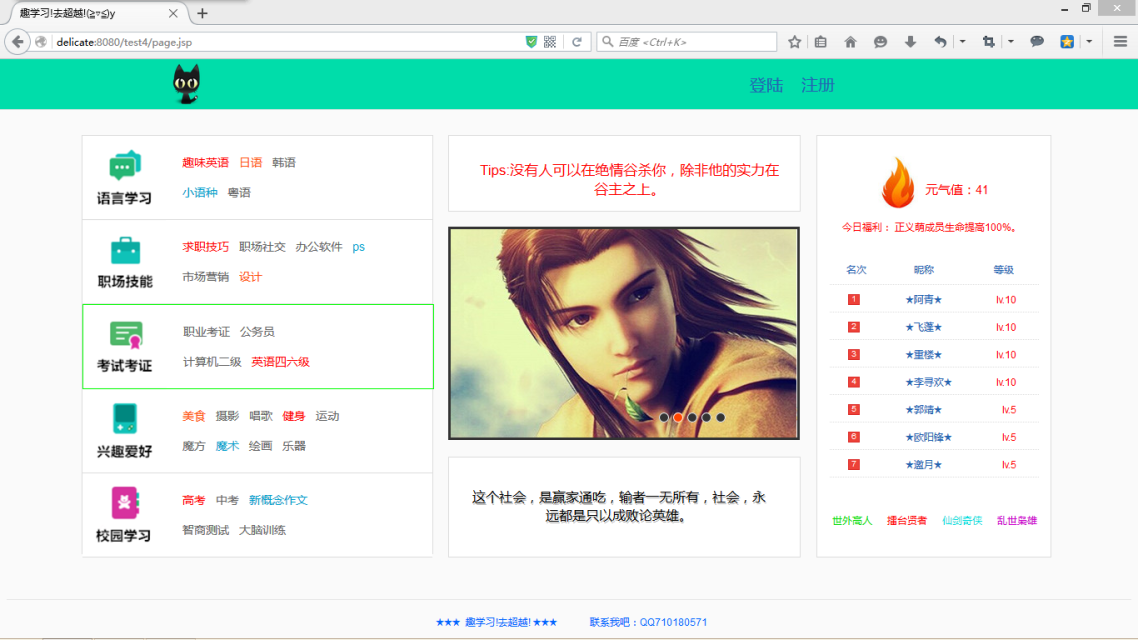 趣学习!去超越!(≧▽≦)y
delicate:8080/test4/page.jsp
百度 <Ctrl+K>
登陆 注册
语言学习
趣味英语 日语 韩语
小语种 粤语
职场技能
求职技巧 职场社交 办公软件 ps
市场营销 设计
考试考证
职业考证 公务员
计算机二级 英语四六级
兴趣爱好
美食 摄影 唱歌 健身 运动
魔方 魔术 绘画 乐器
校园学习
高考 中考 新概念作文
智商测试 大脑训练
Tips:没有人可以在绝情谷杀你，除非他的实力在
谷主之上。
这个社会，是赢家通吃，输者一无所有，社会，永
远都是只以成败论英雄。
元气值：41
今日福利： 正义萌成员生命提高100%。
名次 昵称 等级
1 ★阿青★ lv.10
2 ★飞蓬★ lv.10
3 ★重楼★ lv.10
4 ★李寻欢★ lv.10
5 ★郭靖★ lv.5
6 ★欧阳锋★ lv.5
7 ★邀月★ lv.5
世外高人 擂台贤者 仙剑奇侠 乱世枭雄
★★★ 趣学习!去超越! ★★★ 联系我吧：QQ710180571